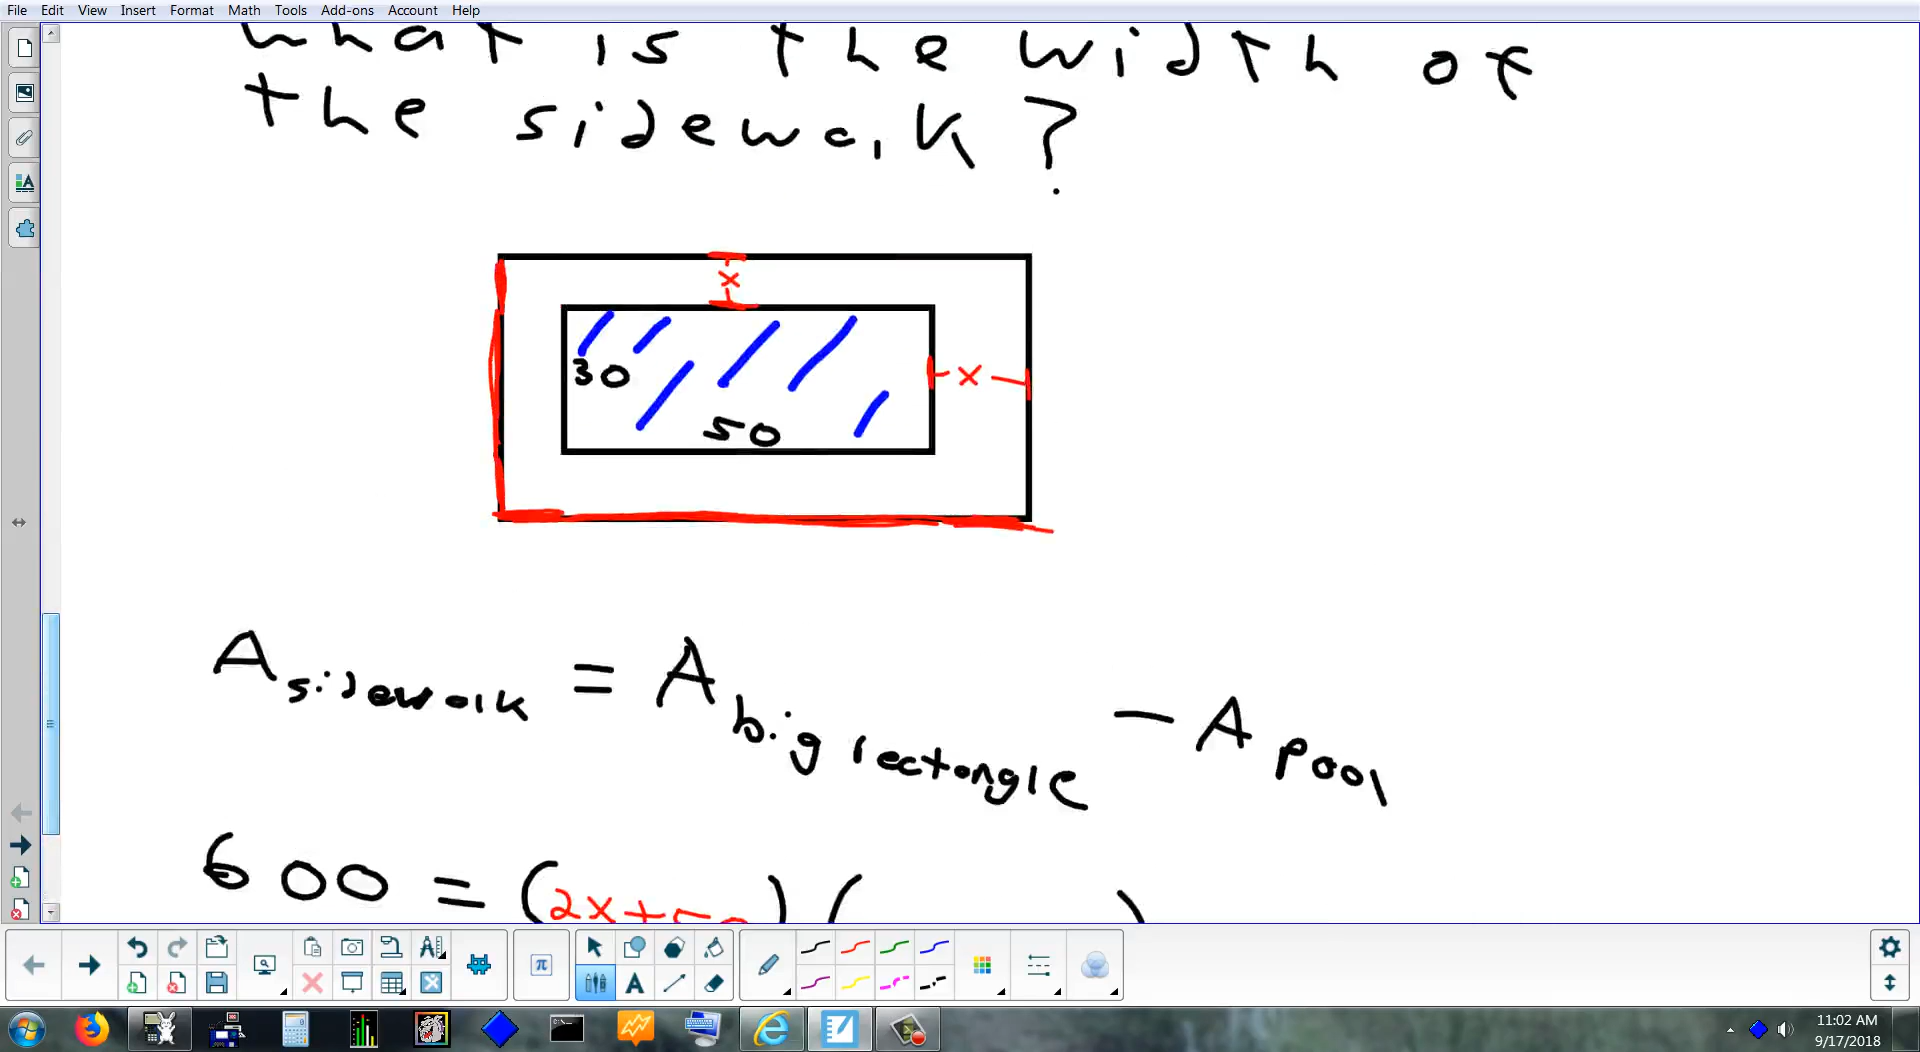 File Edit View Insert Format Math Tools Add-ons Account Help
what is the width of
the sidewalk?
x
30
x
50
A sidewalk = A big rectangle - A pool
600 = (2x+50)( )
π
A
11:02 AM
9/17/2018